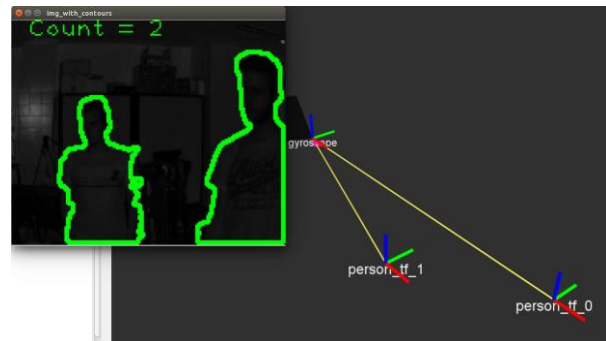 img_with_contours
Count = 2
gyroscope
person_tf_1
person_tf_0